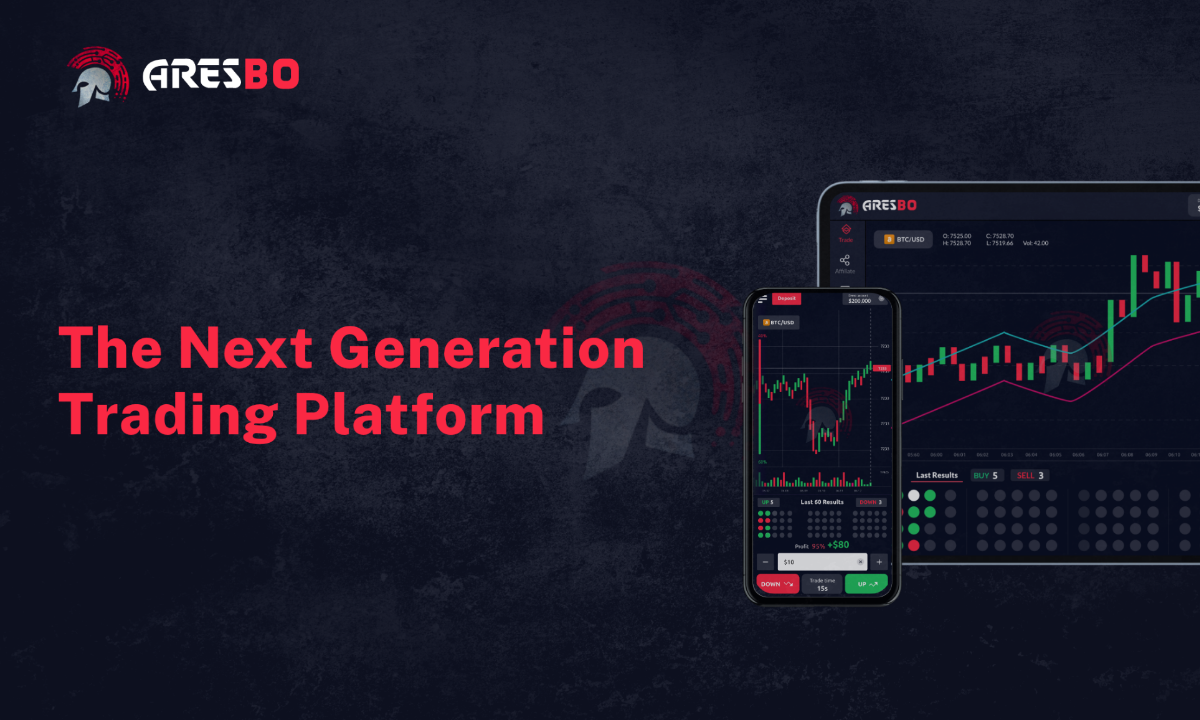 ARESBO
The Next Generation
Trading Platform
ARESBO
BTC/USD
O: 7525.00 C: 7528.70
H: 7528.70 L: 7519.66 Vol: 42.00
Trade
Affiliate
Deposit
$200,000
BTC/USD
Last Results BUY 5 SELL 3
UP 5 Last 60 Results DOWN 3
Profit 95% +$80
− $10 +
DOWN Trade time 15s UP